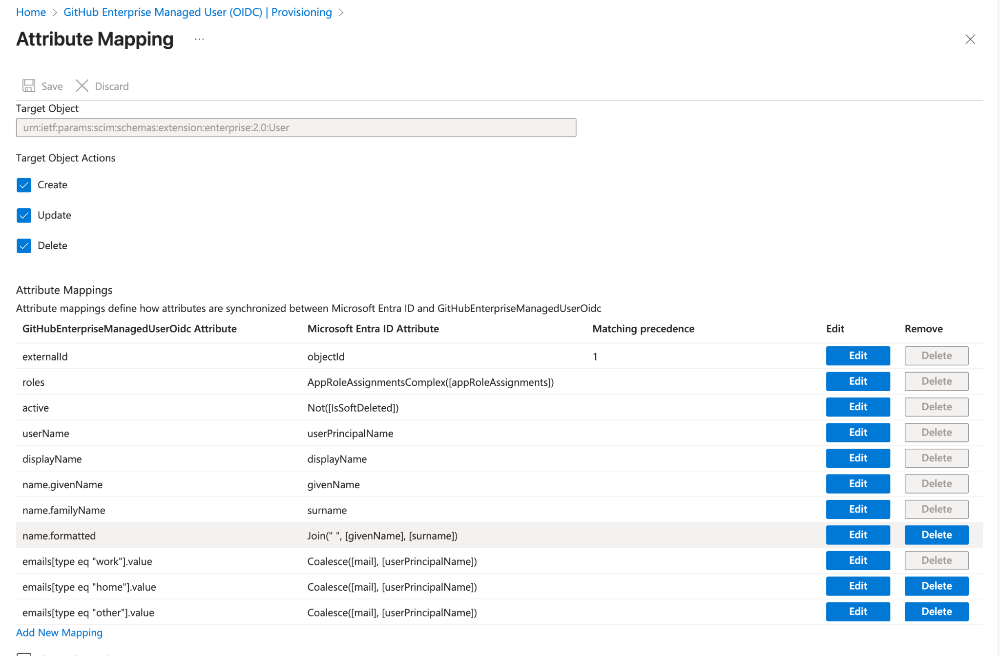 Home > GitHub Enterprise Managed User (OIDC) | Provisioning >
Attribute Mapping ...
Save Discard
Target Object
urn:ietf:params:scim:schemas:extension:enterprise:2.0:User
Target Object Actions
Create
Update
Delete
Attribute Mappings
Attribute mappings define how attributes are synchronized between Microsoft Entra ID and GitHubEnterpriseManagedUserOidc
GitHubEnterpriseManagedUserOidc Attribute Microsoft Entra ID Attribute Matching precedence Edit Remove
externalId objectId 1 Edit Delete
roles AppRoleAssignmentsComplex([appRoleAssignments]) Edit Delete
active Not([IsSoftDeleted]) Edit Delete
userName userPrincipalName Edit Delete
displayName displayName Edit Delete
name.givenName givenName Edit Delete
name.familyName surname Edit Delete
name.formatted Join(" ", [givenName], [surname]) Edit Delete
emails[type eq "work"].value Coalesce([mail], [userPrincipalName]) Edit Delete
emails[type eq "home"].value Coalesce([mail], [userPrincipalName]) Edit Delete
emails[type eq "other"].value Coalesce([mail], [userPrincipalName]) Edit Delete
Add New Mapping